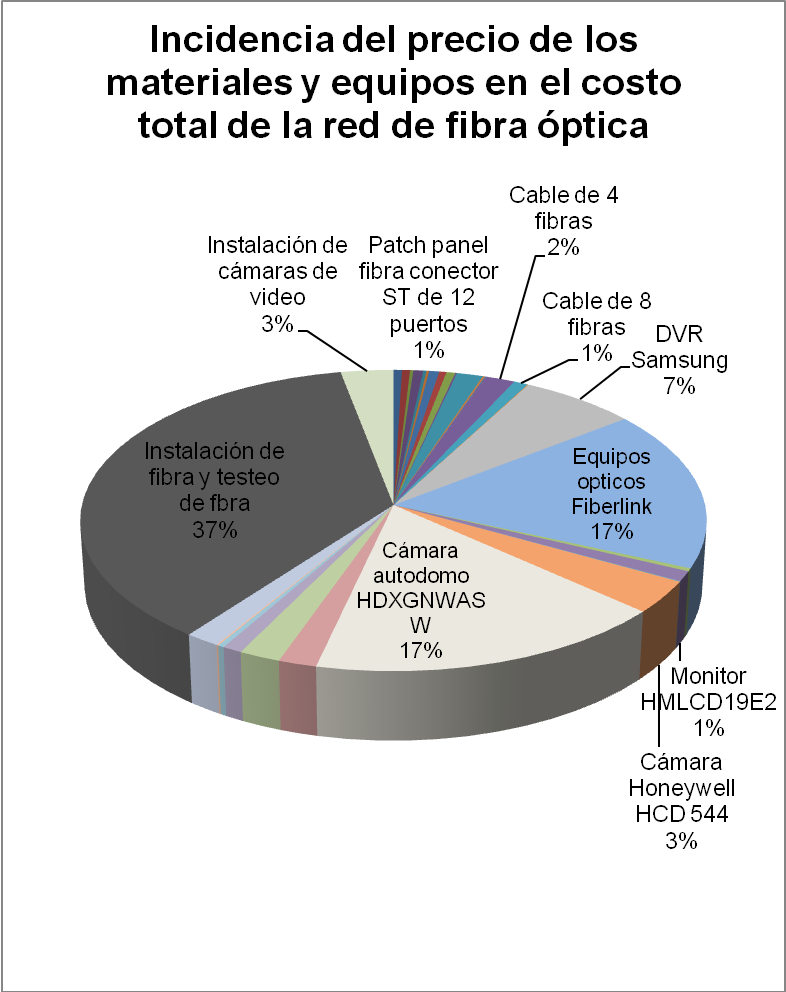 Incidencia del precio de los
materiales y equipos en el costo
total de la red de fibra óptica
Cable de 4
fibras
2%
Instalación de
cámaras de
video
3%
Patch panel
fibra conector
ST de 12
puertos
1%
Cable de 8
fibras
1%
DVR
Samsung
7%
Instalación de
fibra y testeo
de fbra
37%
Equipos
opticos
Fiberlink
17%
Cámara
autodomo
HDXGNWAS
W
17%
Monitor
HMLCD19E2
1%
Cámara
Honeywell
HCD 544
3%